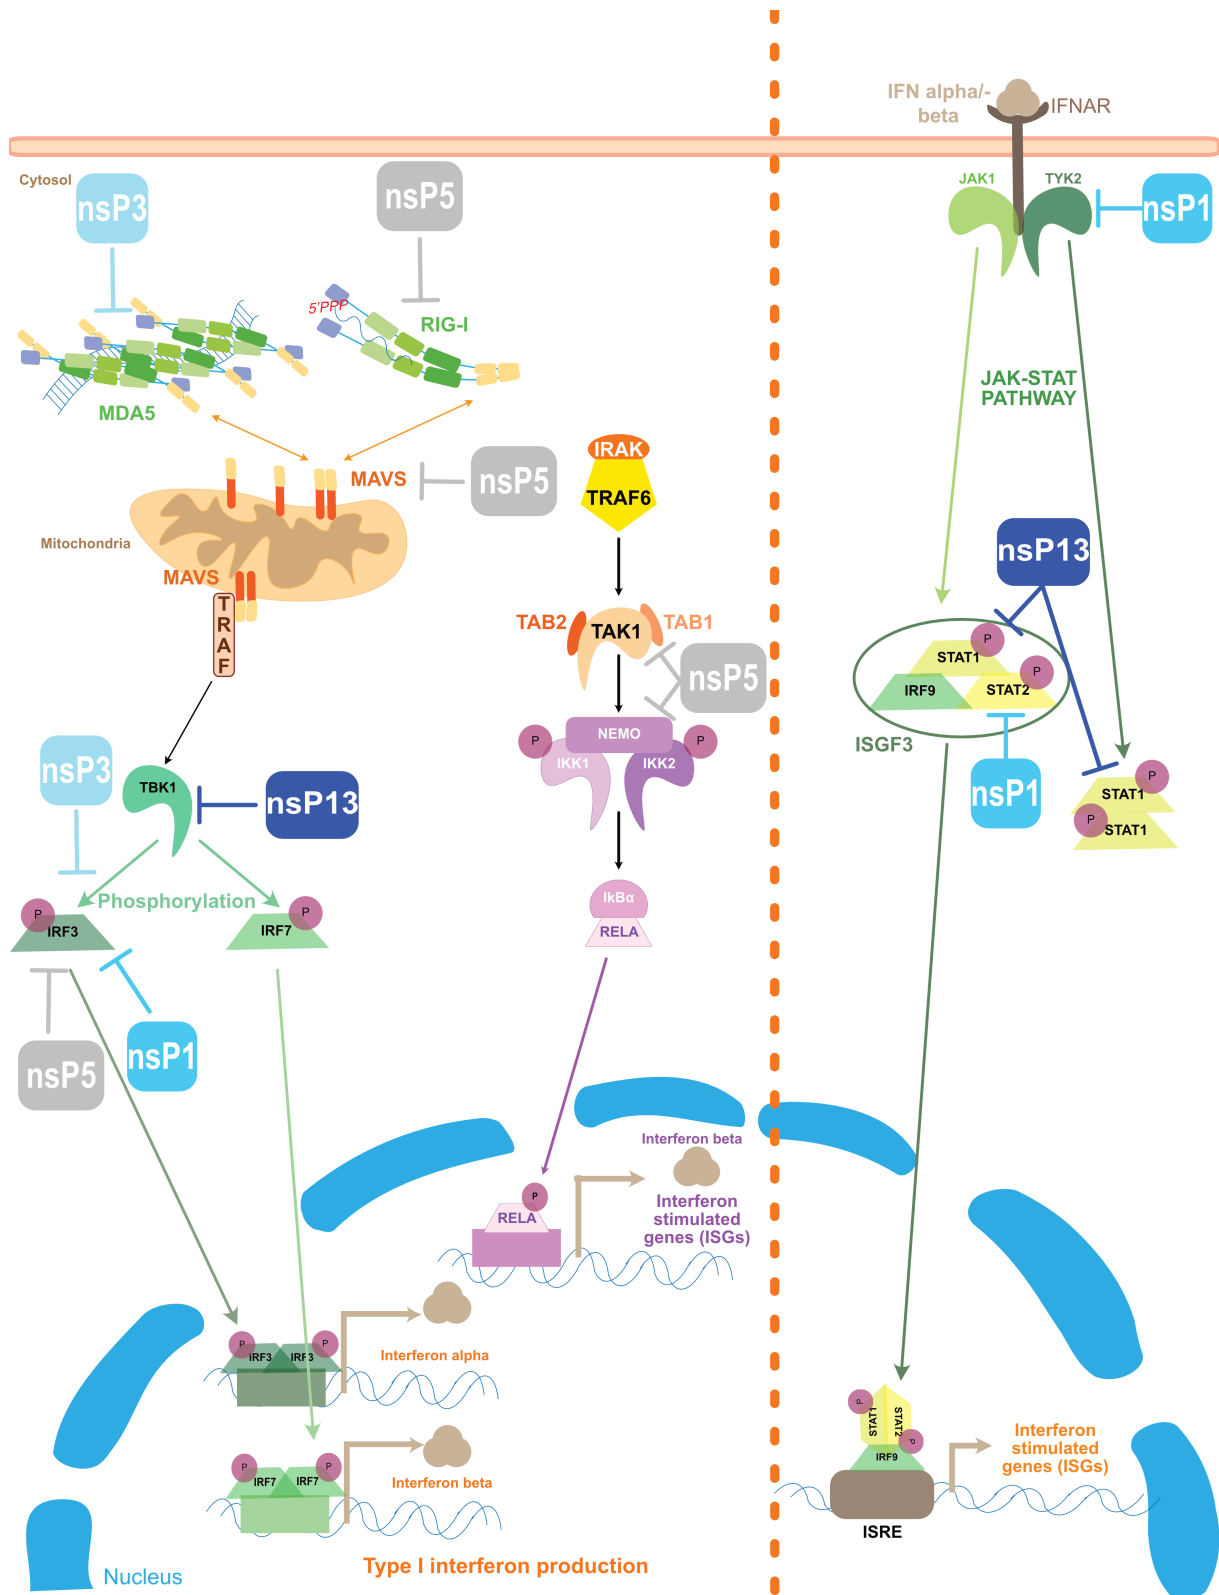 IFN alpha/-
beta
IFNAR
Cytosol
nsP3
nsP5
JAK1
TYK2
nsP1
5'PPP
RIG-I
MDA5
JAK-STAT
PATHWAY
MAVS
nsP5
IRAK
TRAF6
Mitochondria
MAVS
TRAF
nsP13
TAB2
TAK1
TAB1
nsP5
P
STAT1
P
IRF9
STAT2
ISGF3
P
NEMO
P
IKK1
IKK2
nsP3
TBK1
nsP13
nsP1
P
STAT1
P
STAT1
Phosphorylation
P
IRF3
P
IRF7
IkBα
RELA
nsP5
nsP1
Interferon beta
P
RELA
Interferon
stimulated
genes (ISGs)
P
P
IRF3
IRF3
Interferon alpha
P
P
IRF7
IRF7
Interferon beta
P
STAT1
STAT2
P
IRF9
ISRE
Interferon
stimulated
genes (ISGs)
Type I interferon production
Nucleus